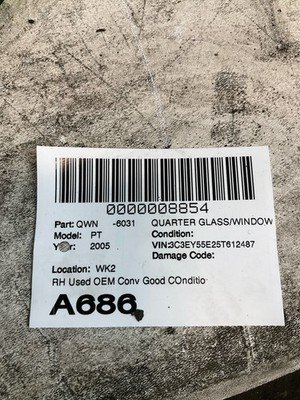 0000008854
Part: QWN -6031 QUARTER GLASS/WINDOW
Model: PT Condition:
Year: 2005 VIN:3C3EY55E25T612487
Damage Code:
Location: WK2
RH Used OEM Conv Good COnditio
A686